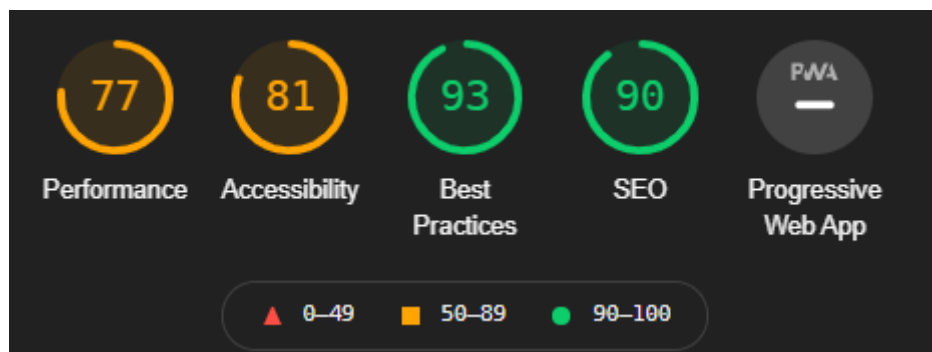 77
81
93
90
PWA
Performance
Accessibility
Best
Practices
SEO
Progressive
Web App
0–49
50–89
90–100